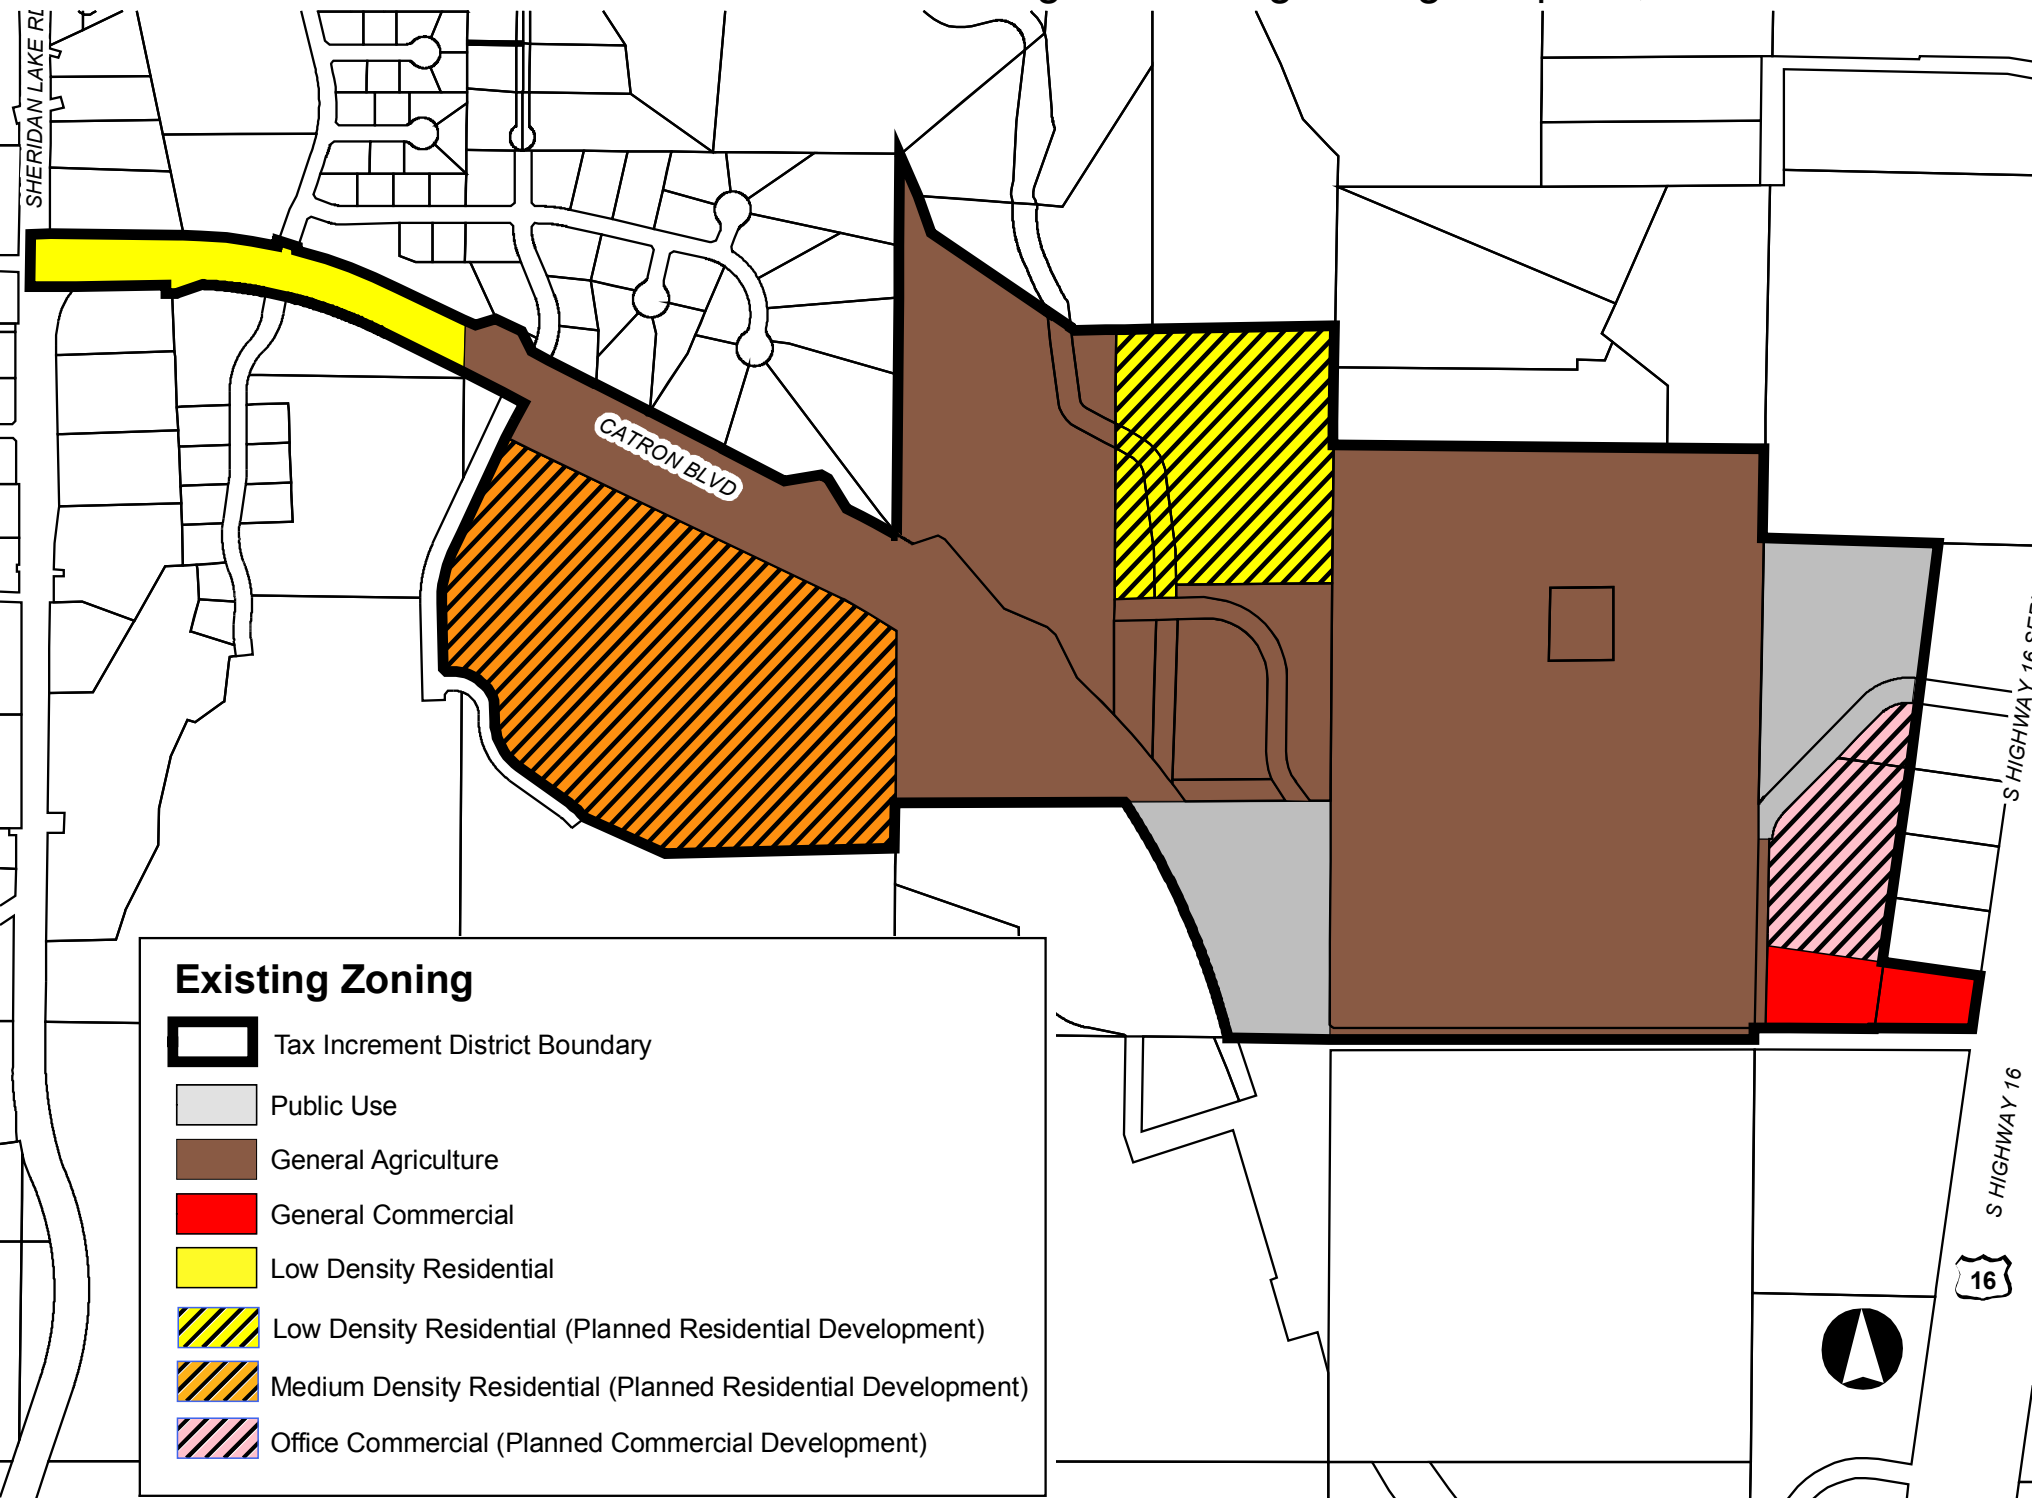 SHERIDAN LAKE RD
CATRON BLVD
S HIGHWAY 16
S HIGHWAY 16
16
Existing Zoning
Tax Increment District Boundary
Public Use
General Agriculture
General Commercial
Low Density Residential
Low Density Residential (Planned Residential Development)
Medium Density Residential (Planned Residential Development)
Office Commercial (Planned Commercial Development)